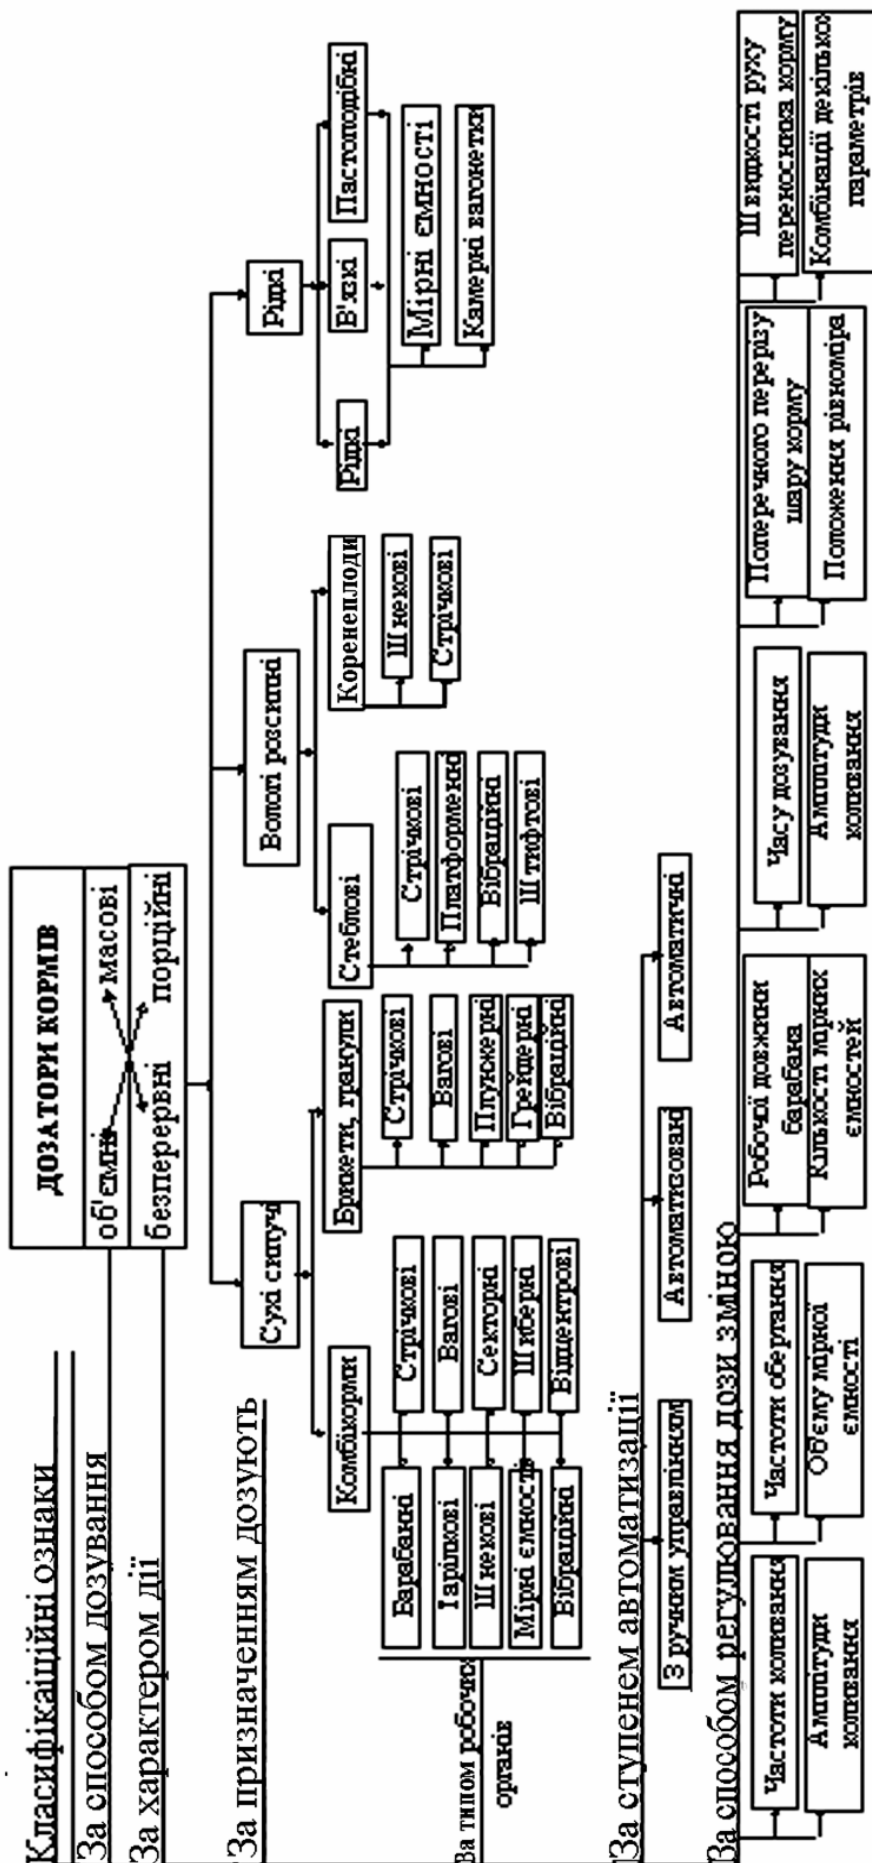 Класифікаційні ознаки
ДОЗАТОРИ КОРМІВ
За способом дозування
об'ємні
масові
За характером дії
безперервні
порційні
За призначенням дозують
Сухі сипучі
Вологі розсипні
Рідкі
Комбікорми
Брикети, гранули
Стеблові
Коренеплоди
Рідкі
В'язкі
Пастоподібні
За типом робочих
органів
Барабанні
Тарілкові
Шнекові
Мірні ємності
Вібраційні
Стрічкові
Вагові
Секторні
Шиберні
Відцентрові
Стрічкові
Вагові
Плунжерні
Грейдерні
Вібраційні
Стрічкові
Платформенні
Вібраційні
Штифтові
Шнекові
Стрічкові
Мірні ємності
Камерні вагонетки
За ступенем автоматизації
З ручним управлінням
Автоматизовані
Автоматичні
За способом регулювання дози зміною
Частоти коливання
Амплітуди
коливання
Частоти обертання
Об'єму мірної
ємкості
Робочої довжини
барабана
Кількості мірних
ємкостей
Часу дозування
Амплітуди
коливання
Поперечного перерізу
шару корму
Положення рівноміра
Швидкості руху
переносника корму
Комбінації декількох
параметрів